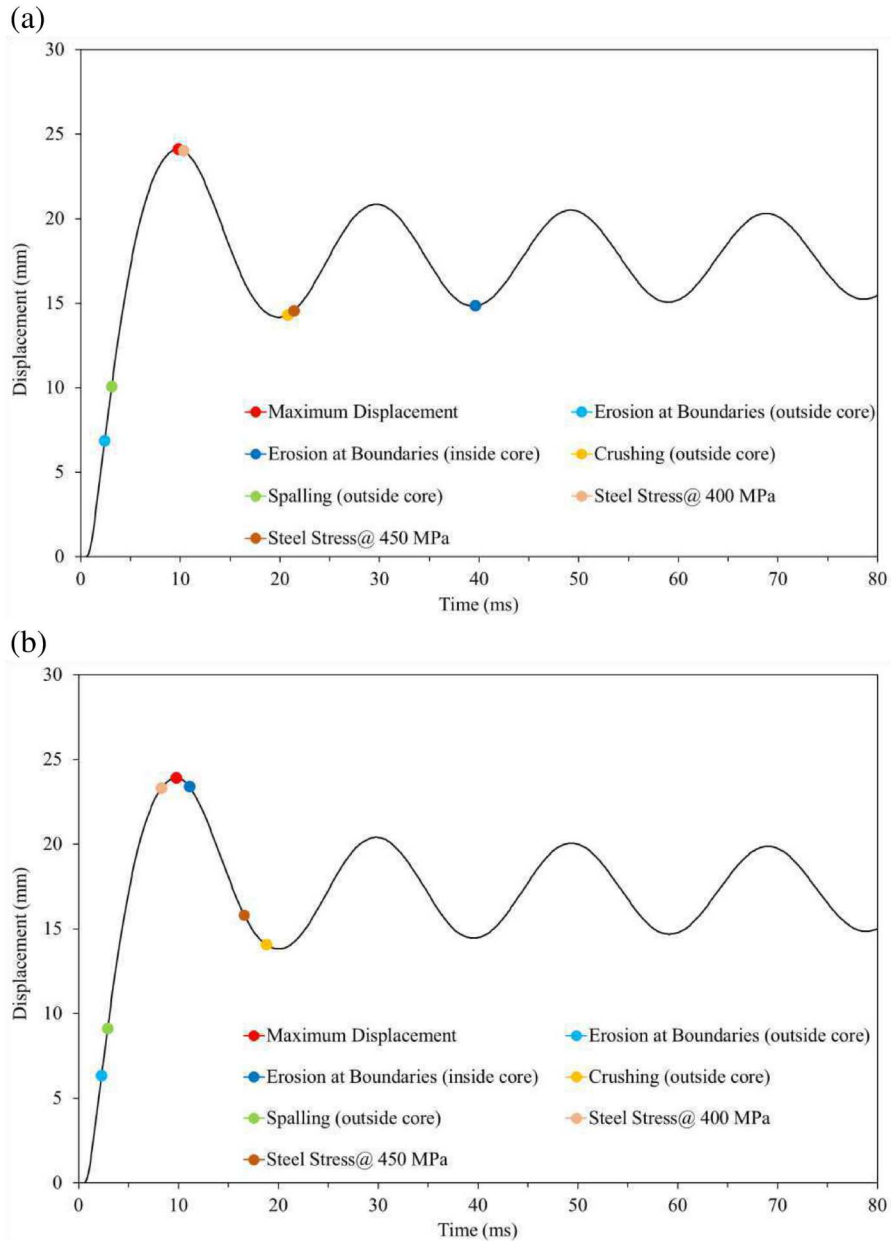 (a)
30
25
20
15
10
5
0
Displacement (mm)
Maximum Displacement
Erosion at Boundaries (outside core)
Erosion at Boundaries (inside core)
Crushing (outside core)
Spalling (outside core)
Steel Stress@ 400 MPa
Steel Stress@ 450 MPa
0 10 20 30 40 50 60 70 80
Time (ms)
(b)
30
25
20
15
10
5
0
Displacement (mm)
Maximum Displacement
Erosion at Boundaries (outside core)
Erosion at Boundaries (inside core)
Crushing (outside core)
Spalling (outside core)
Steel Stress@ 400 MPa
Steel Stress@ 450 MPa
0 10 20 30 40 50 60 70 80
Time (ms)